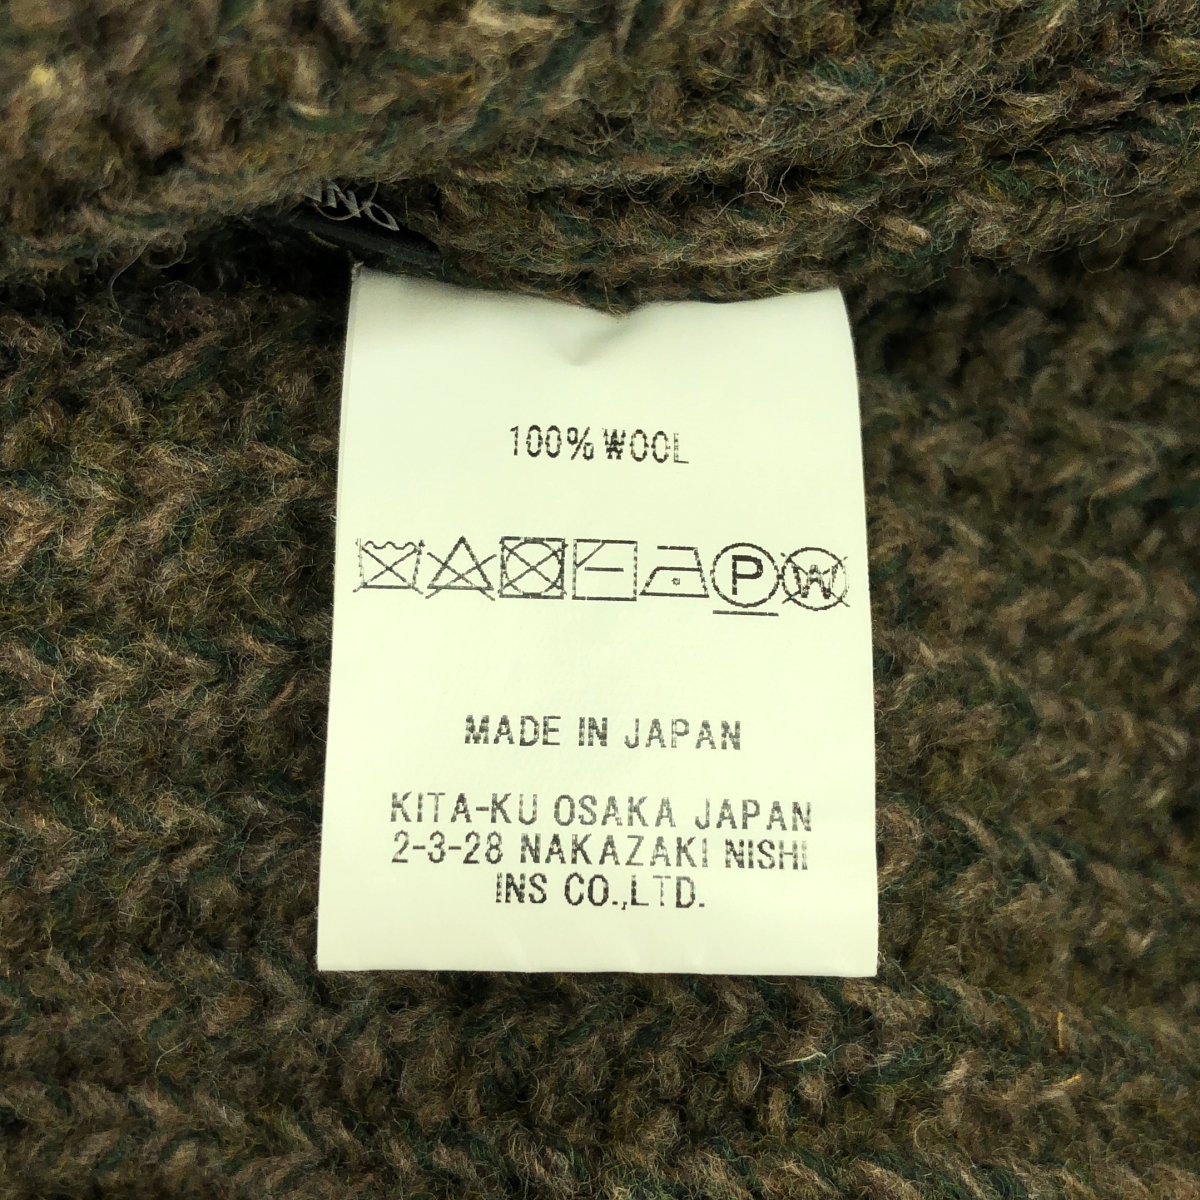 100% WOOL
P W
MADE IN JAPAN
KITA-KU OSAKA JAPAN
2-3-28 NAKAZAKI NISHI
INS CO.,LTD.